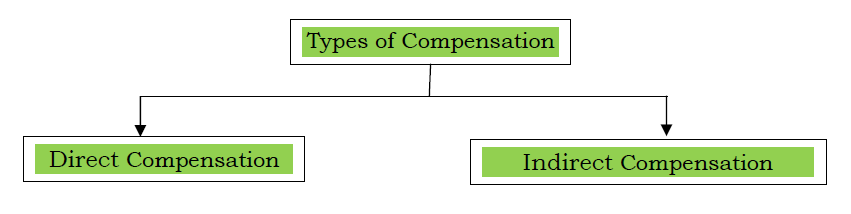 Types of Compensation
Direct Compensation
Indirect Compensation